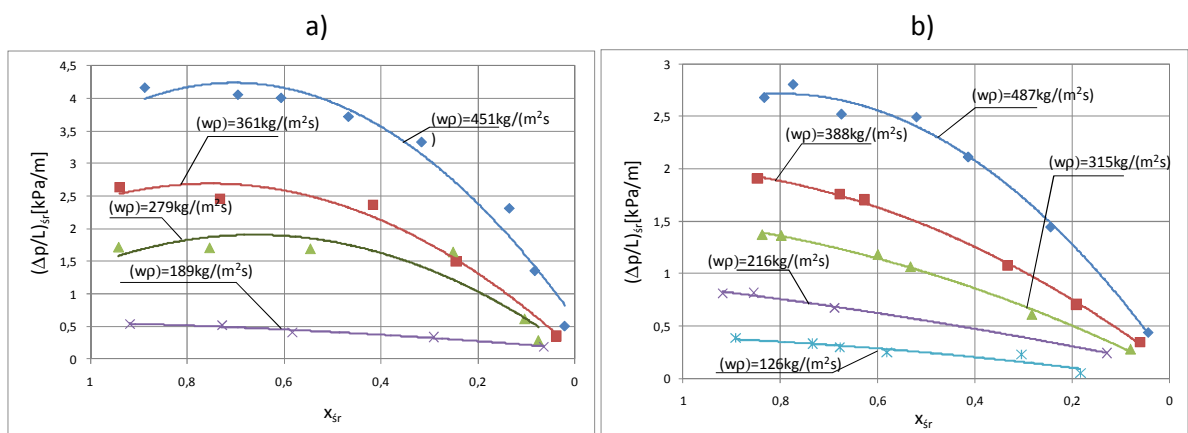 a)
4,5
4
3,5
3
2,5
2
1,5
1
0,5
0
(Δp/L)śr[kPa/m]
(wρ)=361kg/(m²s)
(wρ)=451kg/(m²s
)
(wρ)=279kg/(m²s)
(wρ)=189kg/(m²s)
1
0,8
0,6
0,4
0,2
0
xśr
b)
3
2,5
2
1,5
1
0,5
0
(Δp/L)śr[kPa/m]
(wρ)=487kg/(m²s)
(wρ)=388kg/(m²s)
(wρ)=315kg/(m²s)
(wρ)=216kg/(m²s)
(wρ)=126kg/(m²s)
1
0,8
0,6
0,4
0,2
0
xśr